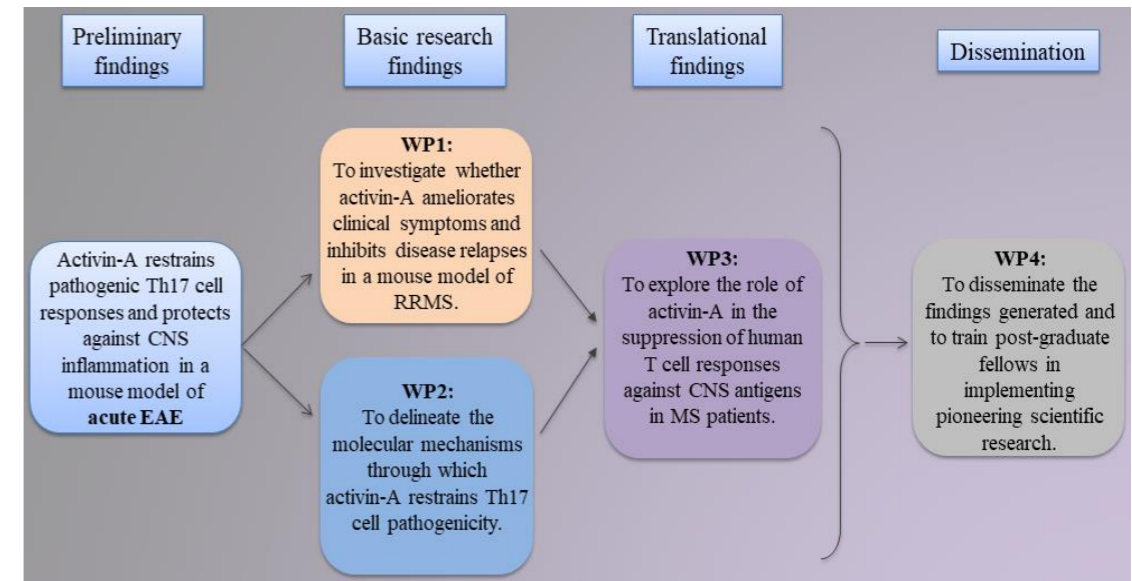 Preliminary
findings
Basic research
findings
Translational
findings
Dissemination
Activin-A restrains
pathogenic Th17 cell
responses and protects
against CNS
inflammation in a
mouse model of
acute EAE
WP1:
To investigate whether
activin-A ameliorates
clinical symptoms and
inhibits disease relapses
in a mouse model of
RRMS.
WP2:
To delineate the
molecular mechanisms
through which
activin-A restrains Th17
cell pathogenicity.
WP3:
To explore the role of
activin-A in the
suppression of human
T cell responses
against CNS antigens
in MS patients.
WP4:
To disseminate the
findings generated and
to train post-graduate
fellows in
implementing
pioneering scientific
research.